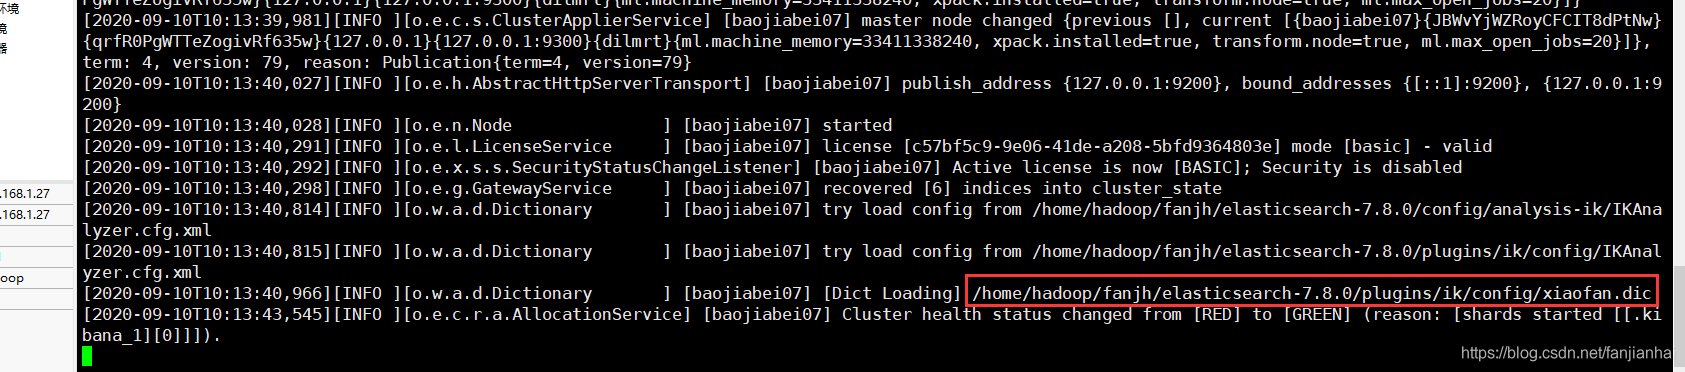 环境
境
器
.168.1.27
.168.1.27
oop
[2020-09-10T10:13:39,981][INFO ][o.e.c.s.ClusterApplierService] [baojiabei07] master node changed {previous [], current [{baojiabei07}{JBWvYjWZRoyCFCIT8dPtNw}
{qrfR0PgWTTeZogivRf635w}{127.0.0.1}{127.0.0.1:9300}{dilmrt}{ml.machine_memory=33411338240, xpack.installed=true, transform.node=true, ml.max_open_jobs=20}]},
term: 4, version: 79, reason: Publication{term=4, version=79}
[2020-09-10T10:13:40,027][INFO ][o.e.h.AbstractHttpServerTransport] [baojiabei07] publish_address {127.0.0.1:9200}, bound_addresses {[::1]:9200}, {127.0.0.1:9
200}
[2020-09-10T10:13:40,028][INFO ][o.e.n.Node               ] [baojiabei07] started
[2020-09-10T10:13:40,291][INFO ][o.e.l.LicenseService     ] [baojiabei07] license [c57bf5c9-9e06-41de-a208-5bfd9364803e] mode [basic] - valid
[2020-09-10T10:13:40,292][INFO ][o.e.x.s.s.SecurityStatusChangeListener] [baojiabei07] Active license is now [BASIC]; Security is disabled
[2020-09-10T10:13:40,298][INFO ][o.e.g.GatewayService     ] [baojiabei07] recovered [6] indices into cluster_state
[2020-09-10T10:13:40,814][INFO ][o.w.a.d.Dictionary       ] [baojiabei07] try load config from /home/hadoop/fanjh/elasticsearch-7.8.0/config/analysis-ik/IKAna
lyzer.cfg.xml
[2020-09-10T10:13:40,815][INFO ][o.w.a.d.Dictionary       ] [baojiabei07] try load config from /home/hadoop/fanjh/elasticsearch-7.8.0/plugins/ik/config/IKAnal
yzer.cfg.xml
[2020-09-10T10:13:40,966][INFO ][o.w.a.d.Dictionary       ] [baojiabei07] [Dict Loading] /home/hadoop/fanjh/elasticsearch-7.8.0/plugins/ik/config/xiaofan.dic
[2020-09-10T10:13:43,545][INFO ][o.e.c.r.a.AllocationService] [baojiabei07] Cluster health status changed from [RED] to [GREEN] (reason: [shards started [[.ki
bana_1][0]]]).
https://blog.csdn.net/fanjianha